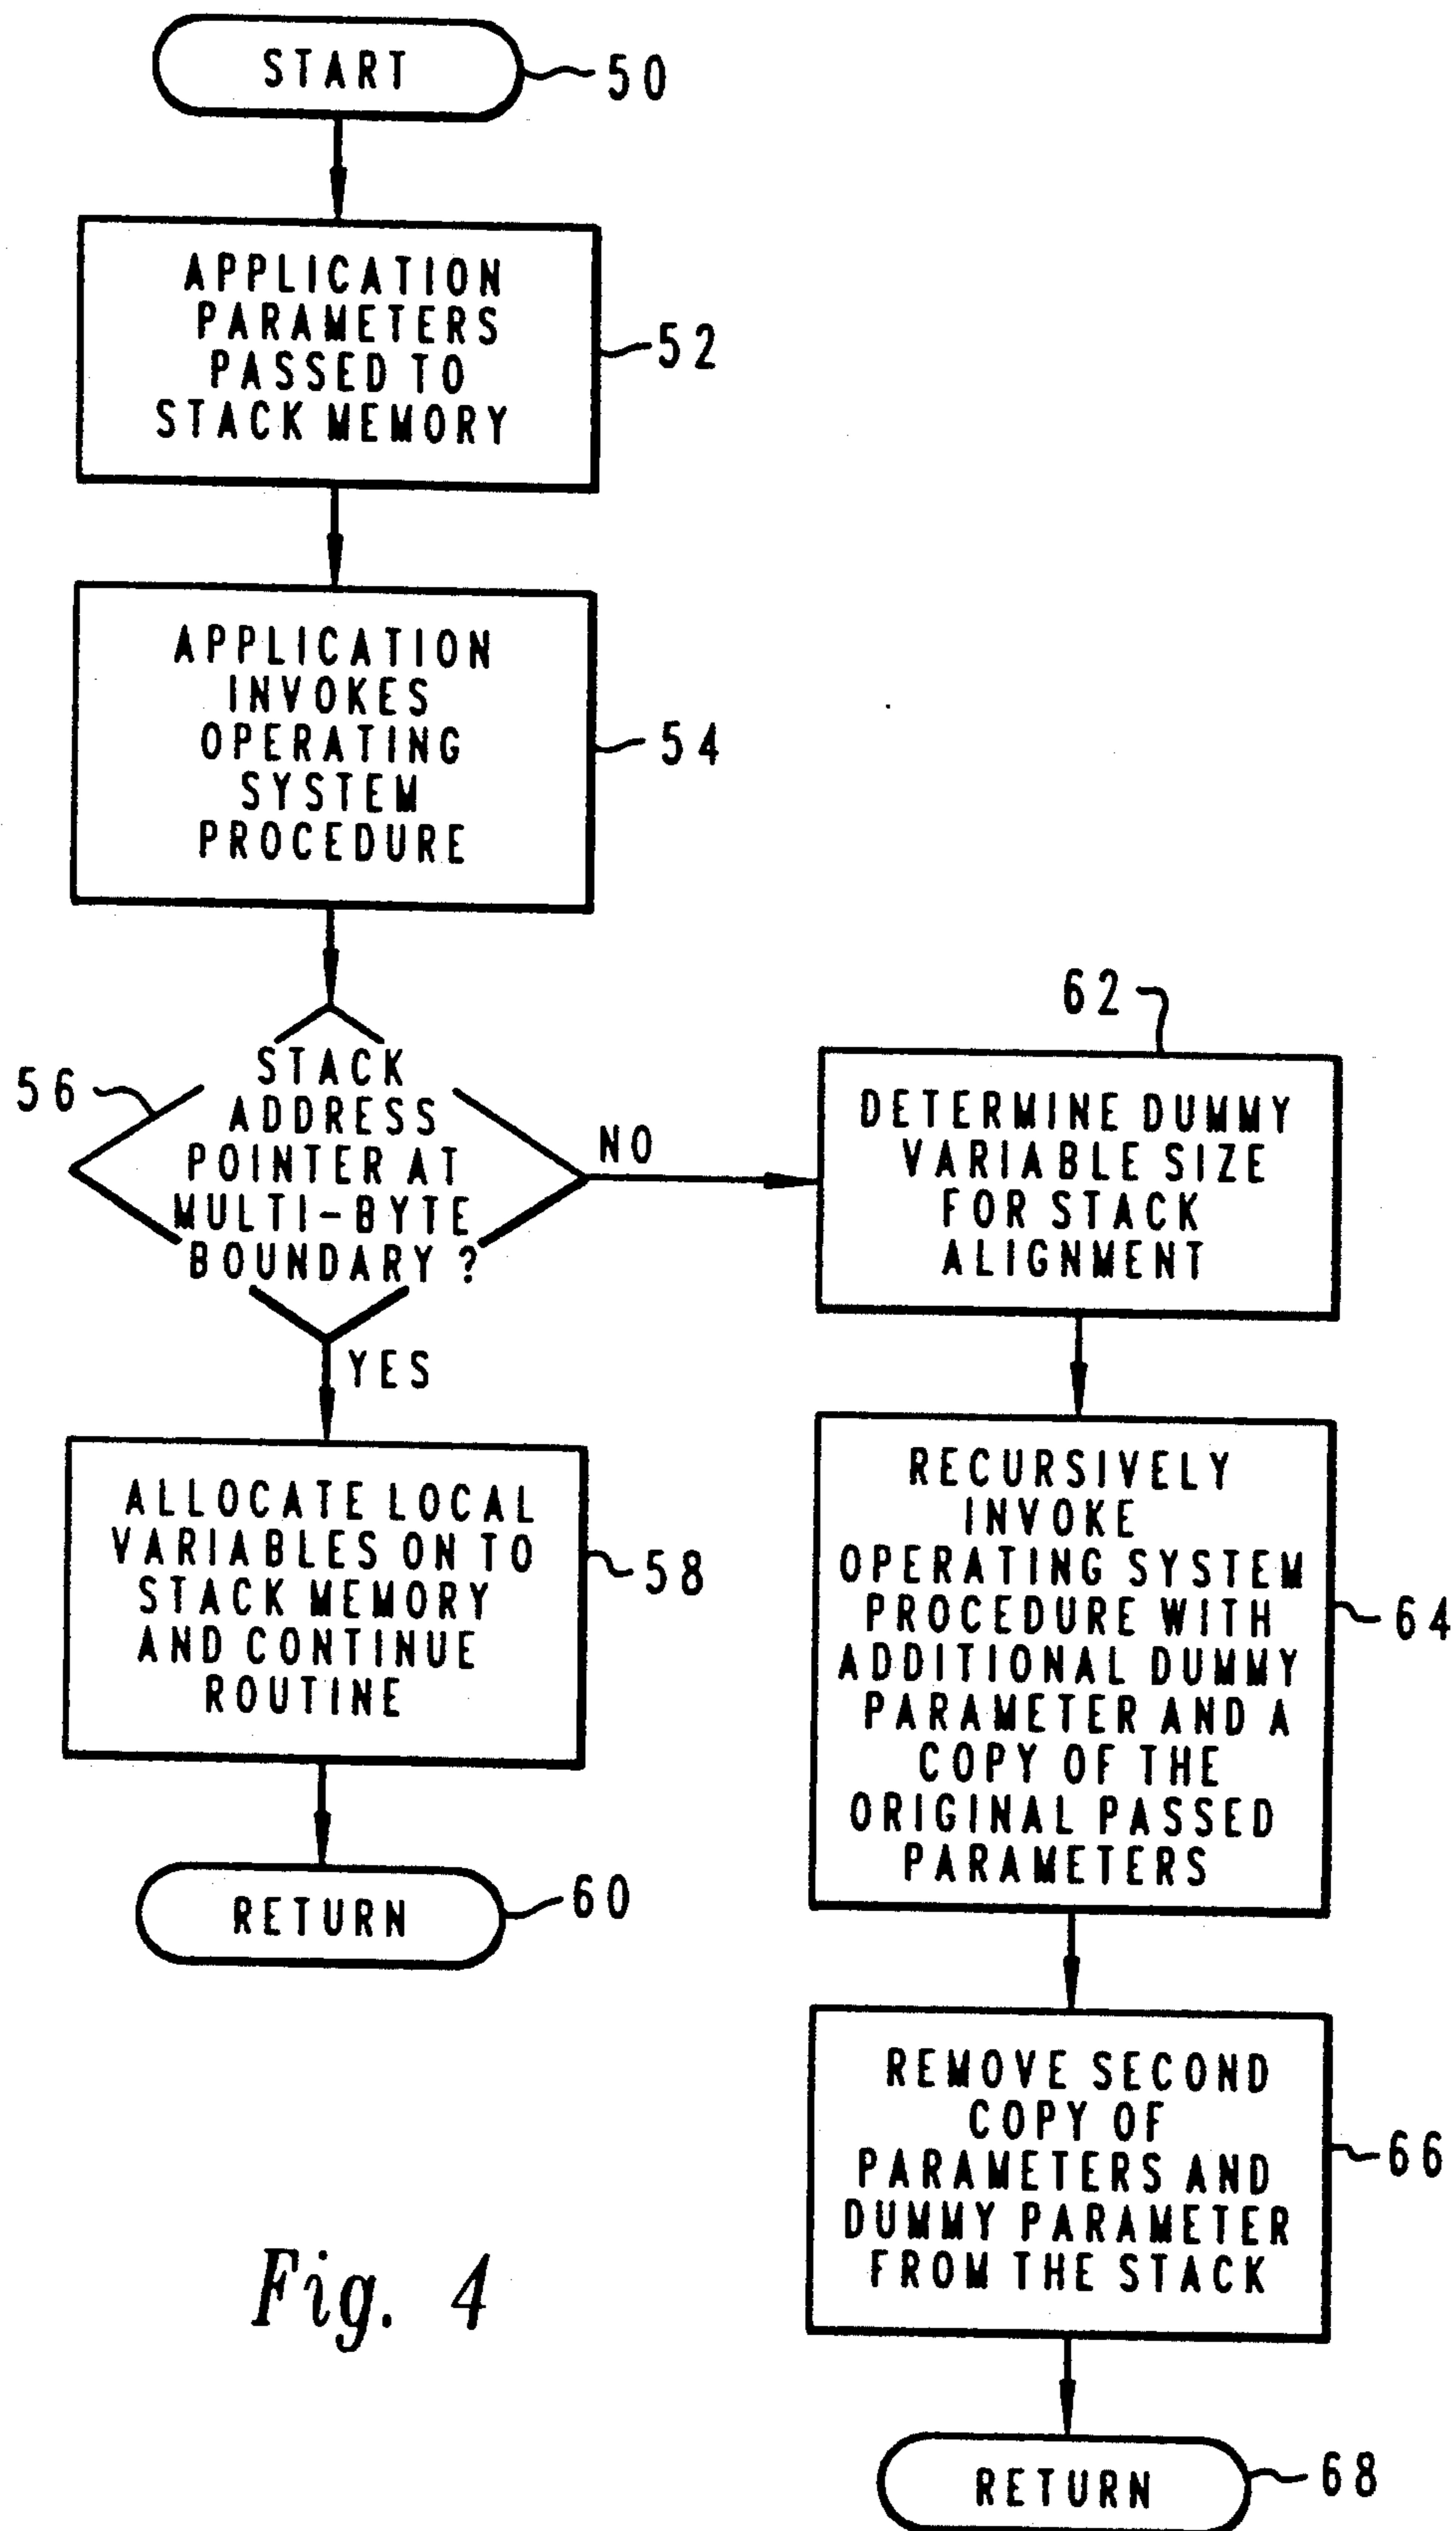 START
50
APPLICATION
PARAMETERS
PASSED TO
STACK MEMORY
52
APPLICATION
INVOKES
OPERATING
SYSTEM
PROCEDURE
54
STACK
ADDRESS
POINTER AT
MULTI-BYTE
BOUNDARY ?
56
NO
YES
ALLOCATE LOCAL
VARIABLES ON TO
STACK MEMORY
AND CONTINUE
ROUTINE
58
RETURN
60
62
DETERMINE DUMMY
VARIABLE SIZE
FOR STACK
ALIGNMENT
RECURSIVELY
INVOKE
OPERATING SYSTEM
PROCEDURE WITH
ADDITIONAL DUMMY
PARAMETER AND A
COPY OF THE
ORIGINAL PASSED
PARAMETERS
64
REMOVE SECOND
COPY OF
PARAMETERS AND
DUMMY PARAMETER
FROM THE STACK
66
RETURN
68
Fig. 4